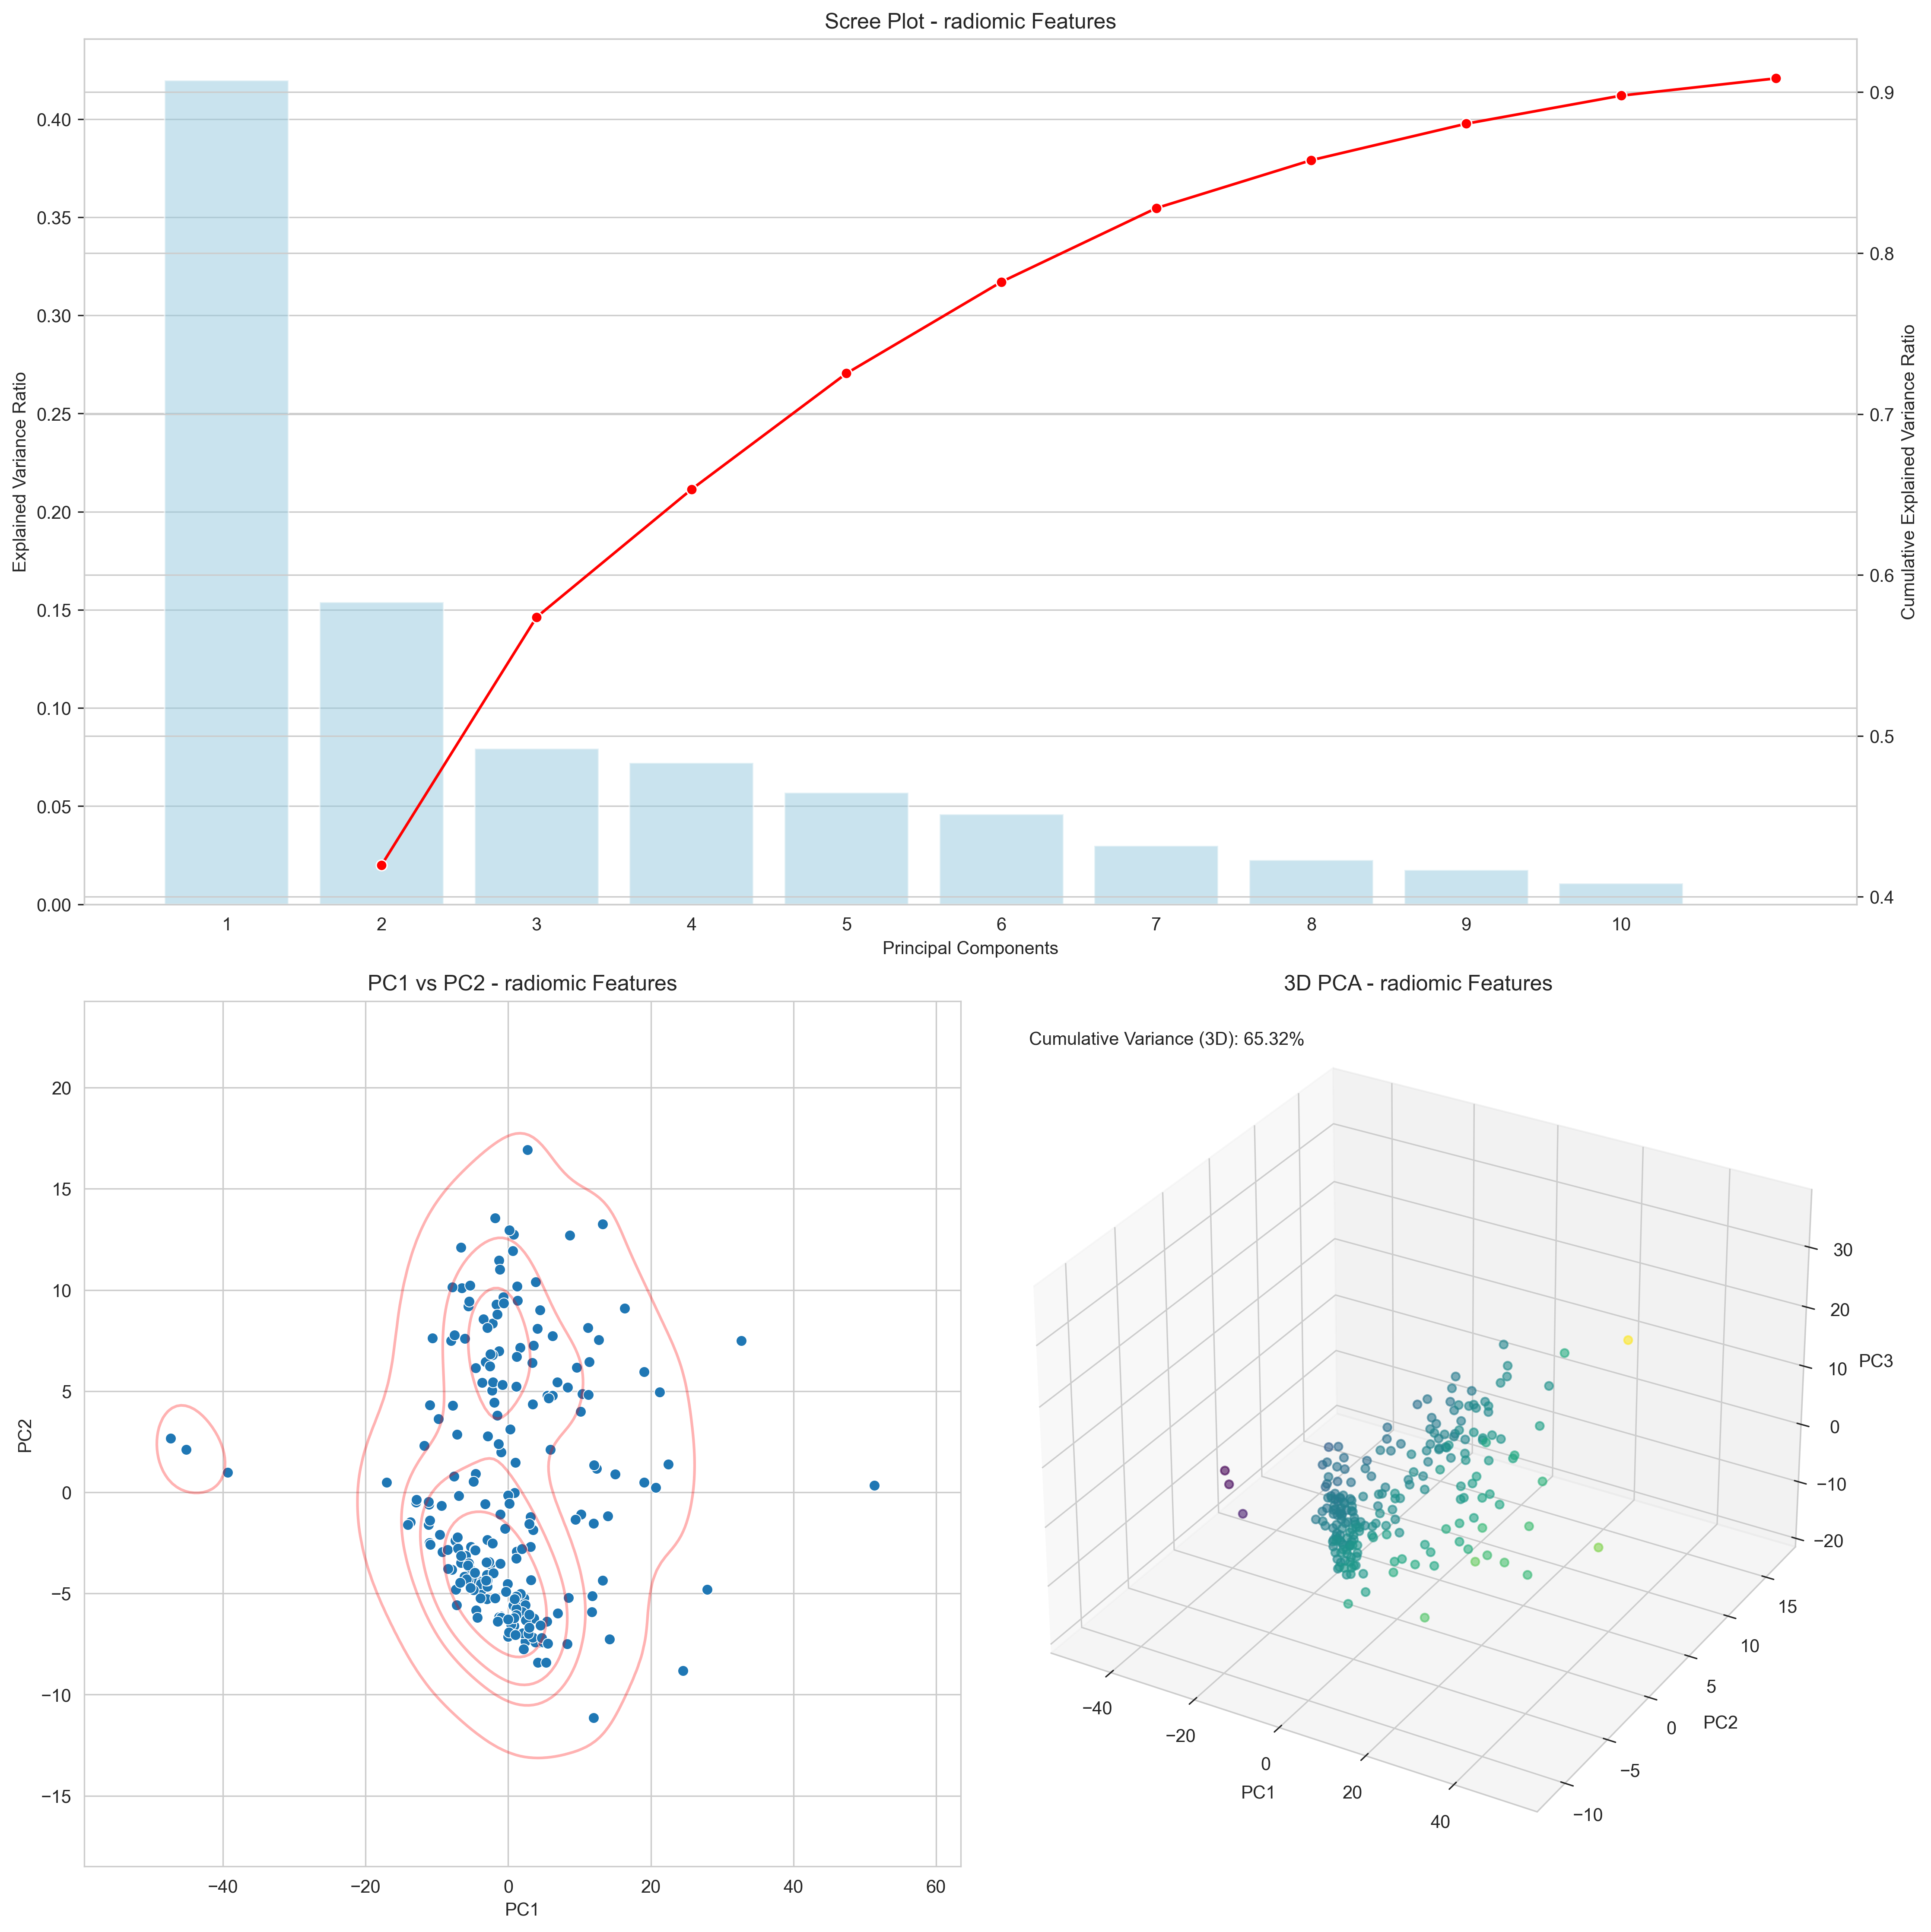 Scree Plot - radiomic Features
0.40
0.35
0.30
0.25
0.20
0.15
0.10
0.05
0.00
Explained Variance Ratio
0.9
0.8
0.7
0.6
0.5
0.4
Cumulative Explained Variance Ratio
1 2 3 4 5 6 7 8 9 10
Principal Components
PC1 vs PC2 - radiomic Features
20
15
10
5
0
−5
−10
−15
PC2
−40 −20 0 20 40 60
PC1
3D PCA - radiomic Features
Cumulative Variance (3D): 65.32%
30
20
10
0
−10
−20
PC3
15
10
5
0
−5
−10
PC2
−40
−20
0
20
40
PC1